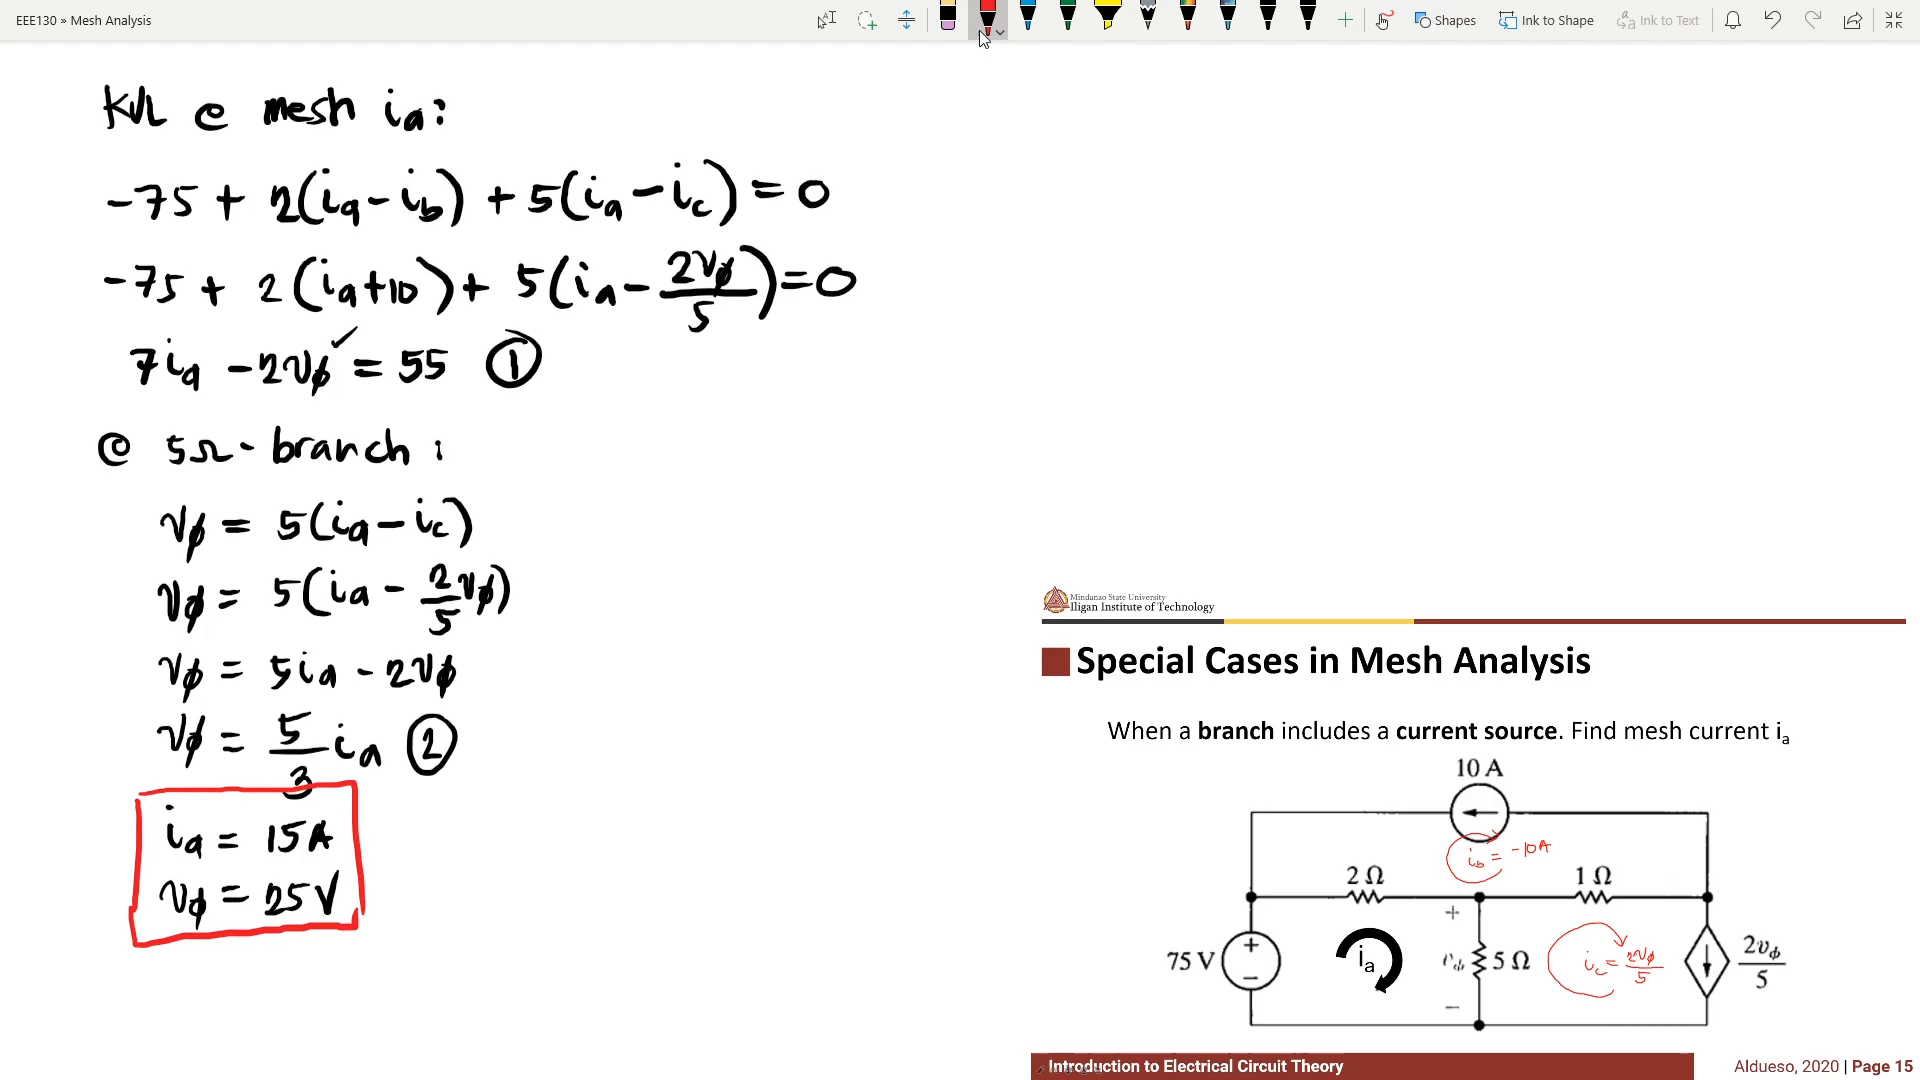 EEE130 » Mesh Analysis
Shapes
Ink to Shape
Ink to Text
KVL @ mesh ia:
-75 + 2(ia - ib) + 5(ia - ic) = 0
-75 + 2(ia+10) + 5(ia - 2vϕ/5) = 0
7ia - 2vϕ = 55 ①
@ 5Ω - branch :
vϕ = 5(ia - ic)
vϕ = 5(ia - 2/5 vϕ)
vϕ = 5ia - 2vϕ
vϕ = 5/3 ia ②
ia = 15A
vϕ = 25V
Mindanao State University
Iligan Institute of Technology
Special Cases in Mesh Analysis
When a branch includes a current source. Find mesh current ia
10 A
ib = -10A
2 Ω
1 Ω
+
75 V
+
-
ia
vϕ
5 Ω
ic = 2vϕ/5
2vϕ/5
-
Introduction to Electrical Circuit Theory
Aldueso, 2020 | Page 15